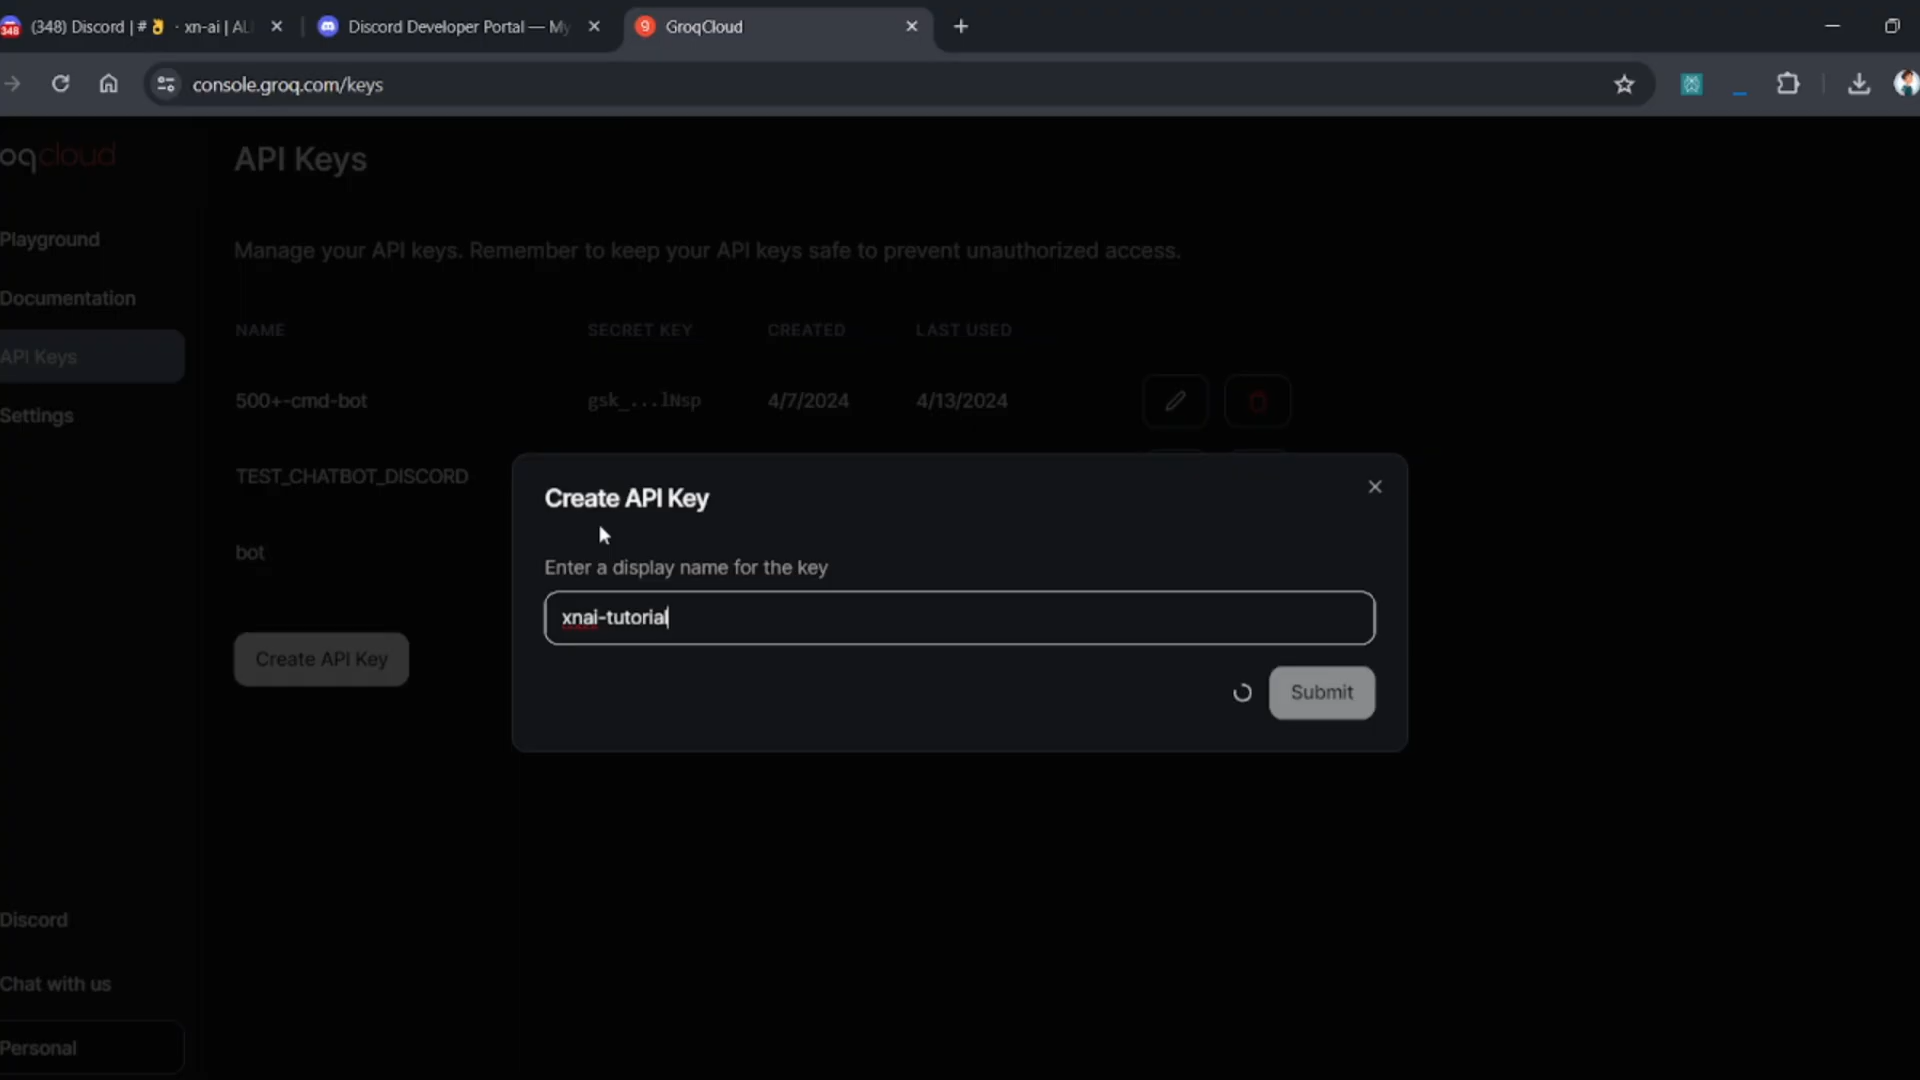 348
(348) Discord | # 👌 · xn-ai | AL
Discord Developer Portal — My
GroqCloud
console.groq.com/keys
oqcloud
API Keys
Playground
Manage your API keys. Remember to keep your API keys safe to prevent unauthorized access.
Documentation
NAME SECRET KEY CREATED LAST USED
API Keys
500+-cmd-bot gsk_...lNsp 4/7/2024 4/13/2024
Settings
TEST_CHATBOT_DISCORD
bot
Create API Key
Create API Key
Enter a display name for the key
xnai-tutorial
Submit
Discord
Chat with us
Personal